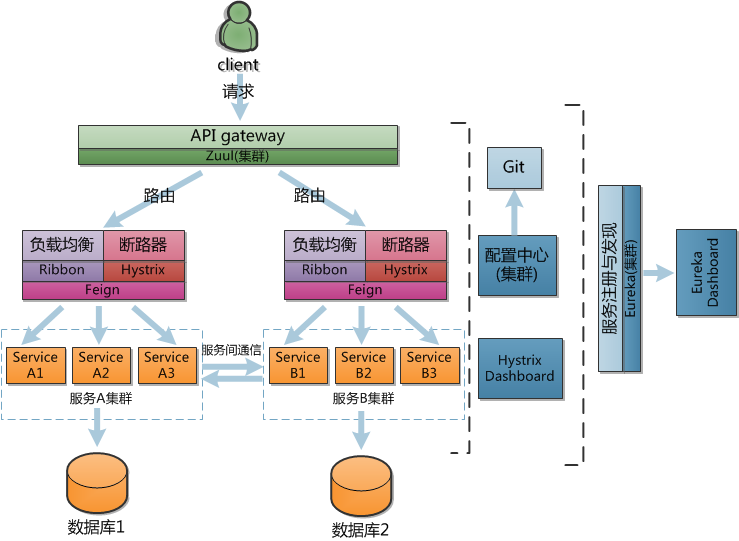 client
请求
API gateway
Zuul(集群)
路由
路由
负载均衡
断路器
Ribbon
Hystrix
Feign
负载均衡
断路器
Ribbon
Hystrix
Feign
Service
A1
Service
A2
Service
A3
服务A集群
服务间通信
Service
B1
Service
B2
Service
B3
服务B集群
数据库1
数据库2
Git
配置中心
(集群)
Hystrix
Dashboard
服务注册与发现
Eureka(集群)
Eureka
Dashboard